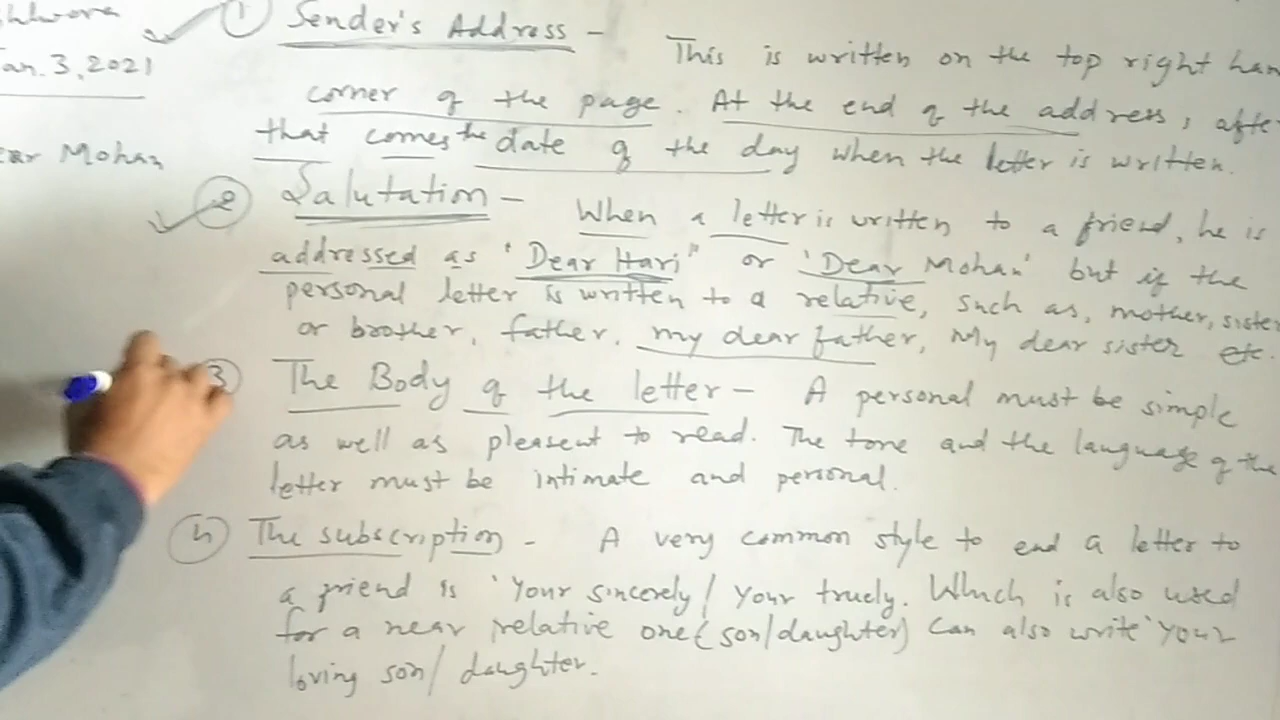 an. 3, 2021
ear Mohan
1 Sender's Address -
This is written on the top right han
corner of the page. At the end of the address, afte
that comes the date of the day when the letter is written.
2 Salutation -
When a letter is written to a friend, he is
addressed as 'Dear Hari" or 'Dear Mohan' but if the
personal letter is written to a relative, such as, mother, sister
or brother, father, my dear father, My dear sister etc.
3 The Body of the letter - A personal must be simple
as well as pleasent to read. The tone and the language of the
letter must be intimate and personal.
4 The subscription - A very common style to end a letter to
a friend is 'Your sincerely / Your truely. Which is also used
for a near relative one (son/daughter) can also write 'your
loving son/ daughter.